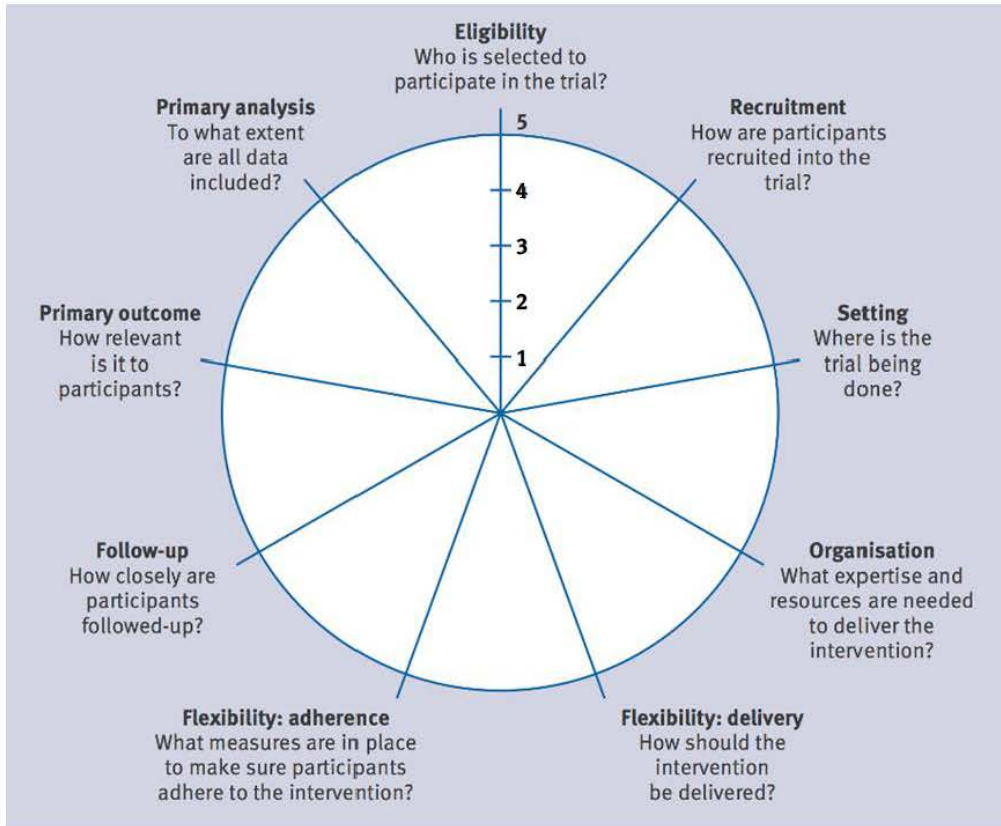 Eligibility
Who is selected to
participate in the trial?
Primary analysis
To what extent
are all data
included?
Recruitment
How are participants
recruited into the
trial?
5
4
3
2
1
Primary outcome
How relevant
is it to
participants?
Setting
Where is the
trial being
done?
Follow-up
How closely are
participants
followed-up?
Organisation
What expertise and
resources are needed
to deliver the
intervention?
Flexibility: adherence
What measures are in place
to make sure participants
adhere to the intervention?
Flexibility: delivery
How should the
intervention
be delivered?